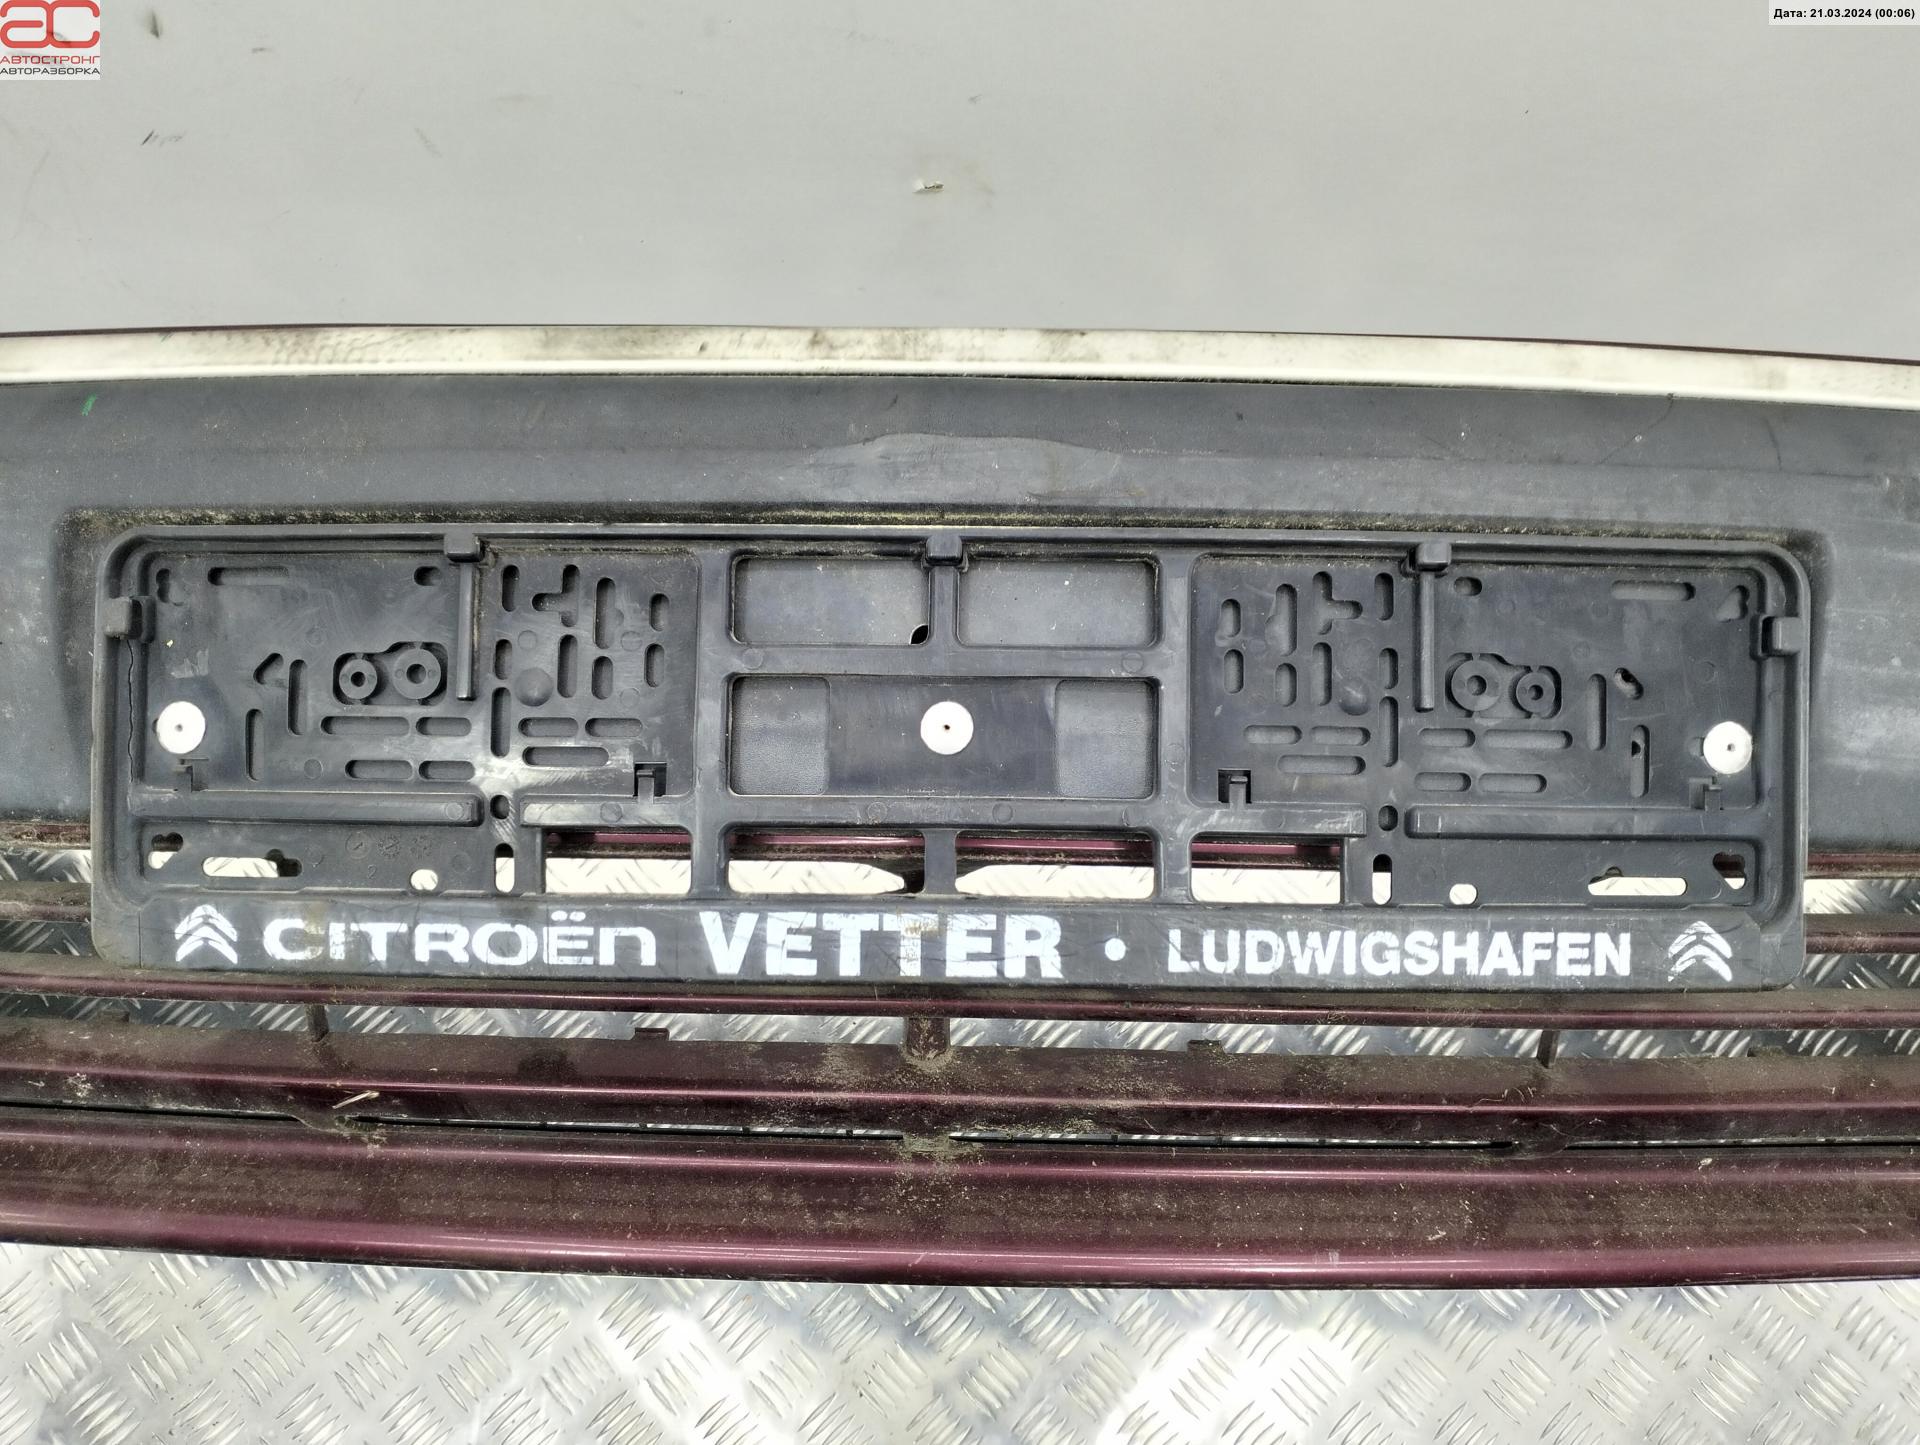 ac
АВТОСТРОНГ
АВТОРАЗБОРКА
Дата: 21.03.2024 (00:06)
CITROËN VETTER • LUDWIGSHAFEN